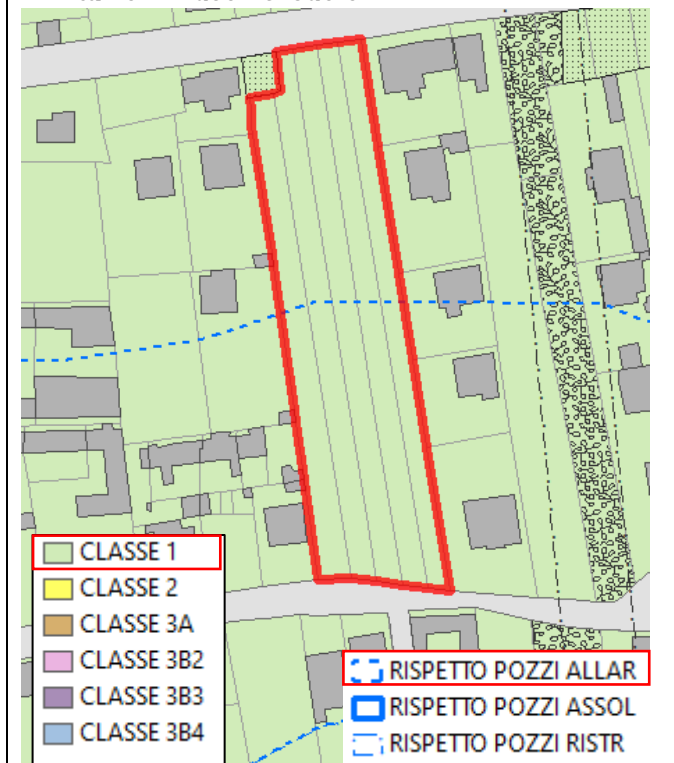 CLASSE 1
CLASSE 2
CLASSE 3A
CLASSE 3B2
CLASSE 3B3
CLASSE 3B4
RISPETTO POZZI ALLAR
RISPETTO POZZI ASSOL
RISPETTO POZZI RISTR